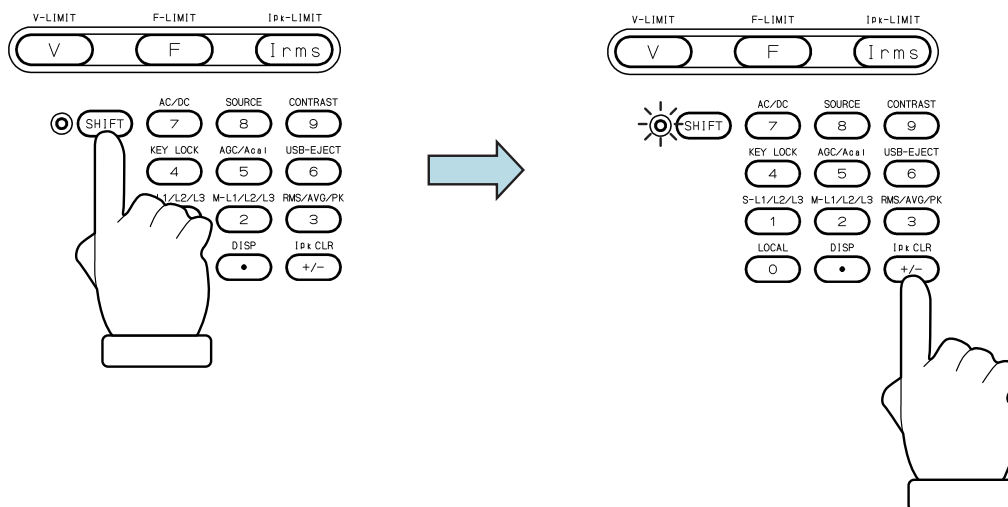 V-LIMIT F-LIMIT Ipk-LIMIT
V F Irms
AC/DC SOURCE CONTRAST
SHIFT 7 8 9
KEY LOCK AGC/Acal USB-EJECT
4 5 6
L1/L2/L3 M-L1/L2/L3 RMS/AVG/PK
2 3
DISP Ipk CLR
• +/−
V-LIMIT F-LIMIT Ipk-LIMIT
V F Irms
AC/DC SOURCE CONTRAST
SHIFT 7 8 9
KEY LOCK AGC/Acal USB-EJECT
4 5 6
S-L1/L2/L3 M-L1/L2/L3 RMS/AVG/PK
1 2 3
LOCAL DISP Ipk CLR
0 • +/−